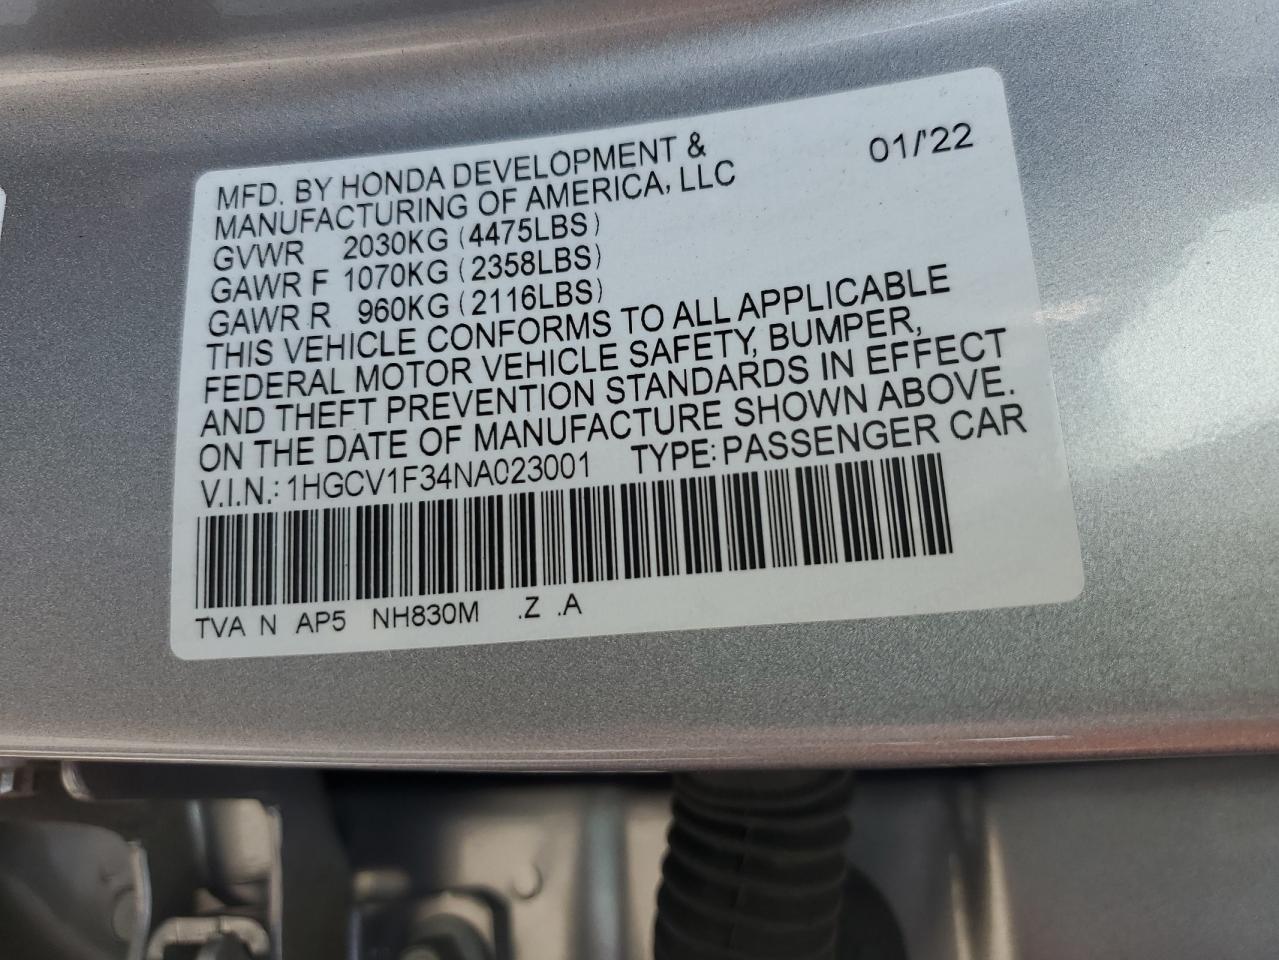 MFD. BY HONDA DEVELOPMENT & 01/'22
MANUFACTURING OF AMERICA, LLC
GVWR 2030KG (4475LBS)
GAWR F 1070KG (2358LBS)
GAWR R 960KG (2116LBS)
THIS VEHICLE CONFORMS TO ALL APPLICABLE
FEDERAL MOTOR VEHICLE SAFETY, BUMPER,
AND THEFT PREVENTION STANDARDS IN EFFECT
ON THE DATE OF MANUFACTURE SHOWN ABOVE.
V.I.N.: 1HGCV1F34NA023001 TYPE: PASSENGER CAR
TVA N AP5 NH830M .Z .A